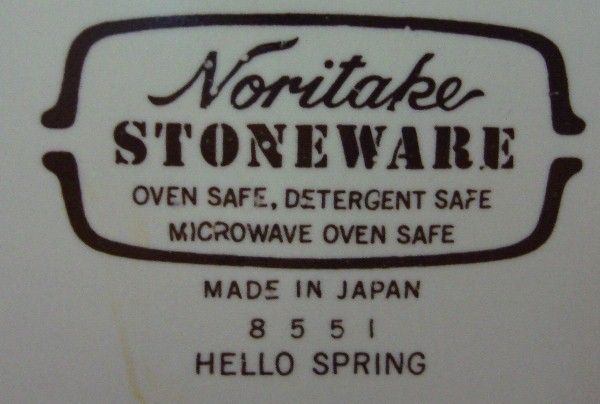 Noritake
STONEWARE
OVEN SAFE, DETERGENT SAFE
MICROWAVE OVEN SAFE
MADE IN JAPAN
8551
HELLO SPRING